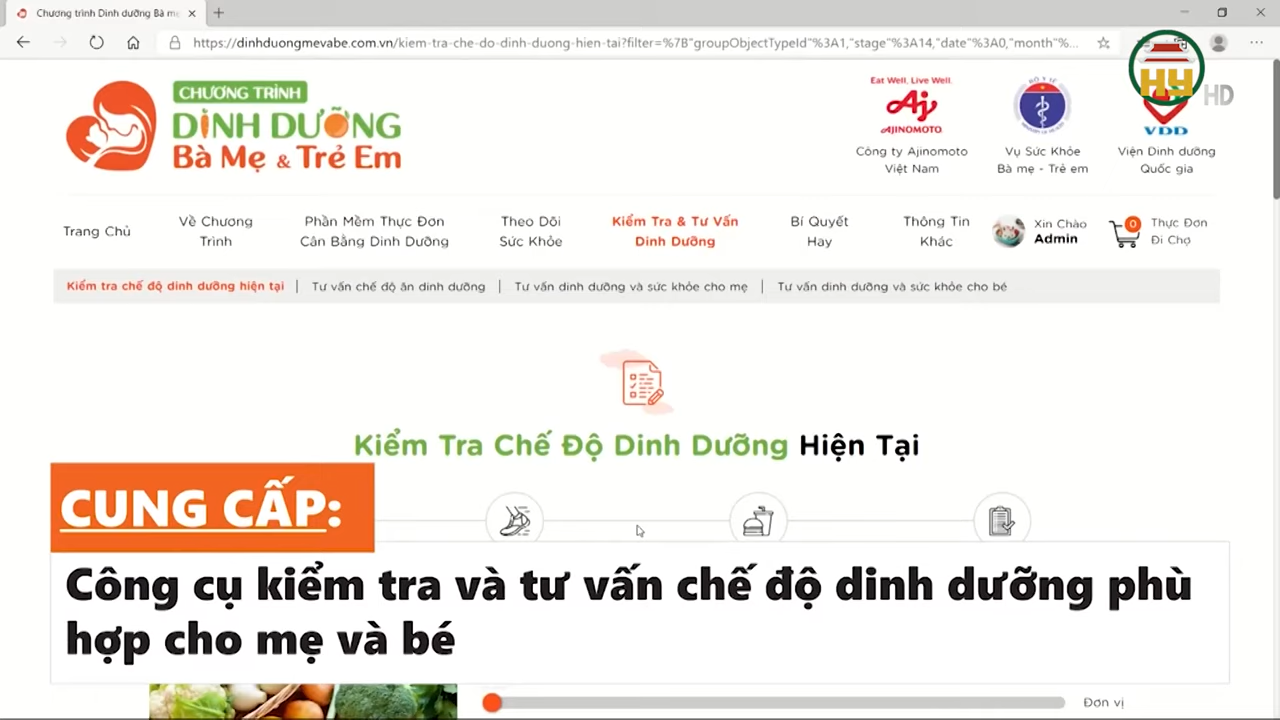 Chương trình Dinh dưỡng Bà mẹ
https://dinhduongmevabe.com.vn/kiem-tra-che-do-dinh-duong-hien-tai?filter=%7B"groupObjectTypeId"%3A1,"stage"%3A14,"date"%3A0,"month"%...
HY
HD
CHƯƠNG TRÌNH
DINH DƯỠNG
Bà Mẹ & Trẻ Em
Eat Well, Live Well.
Aj
AJINOMOTO
Công ty Ajinomoto
Việt Nam
BỘ Y TẾ
MINISTRY OF HEALTH
Vụ Sức Khỏe
Bà mẹ - Trẻ em
VDD
Viện Dinh dưỡng
Quốc gia
Trang Chủ
Về Chương
Trình
Phần Mềm Thực Đơn
Cân Bằng Dinh Dưỡng
Theo Dõi
Sức Khỏe
Kiểm Tra & Tư Vấn
Dinh Dưỡng
Bí Quyết
Hay
Thông Tin
Khác
Xin Chào
Admin
0
Thực Đơn
Đi Chợ
Kiểm tra chế độ dinh dưỡng hiện tại | Tư vấn chế độ ăn dinh dưỡng | Tư vấn dinh dưỡng và sức khỏe cho mẹ | Tư vấn dinh dưỡng và sức khỏe cho bé
Kiểm Tra Chế Độ Dinh Dưỡng Hiện Tại
CUNG CẤP:
Công cụ kiểm tra và tư vấn chế độ dinh dưỡng phù
hợp cho mẹ và bé
Đơn vị